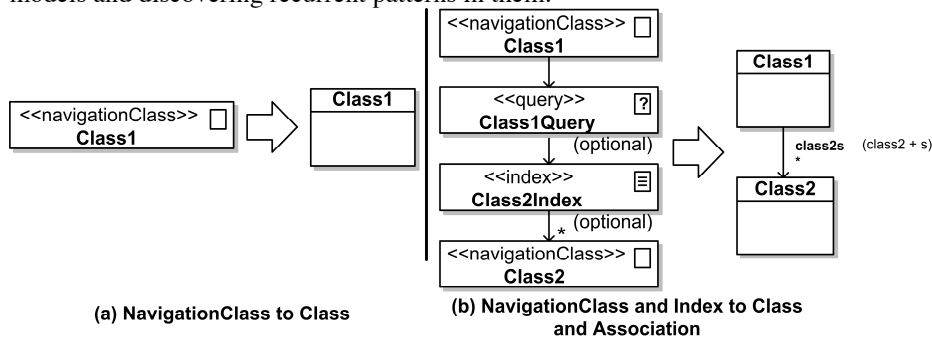 models and discovering recurrent patterns in them.
<<navigationClass>>
Class1
Class1
(a) NavigationClass to Class
<<navigationClass>>
Class1
<<query>>
?
Class1Query
(optional)
<<index>>
Class2Index
(optional)
*
<<navigationClass>>
Class2
Class1
class2s (class2 + s)
*
Class2
(b) NavigationClass and Index to Class
and Association